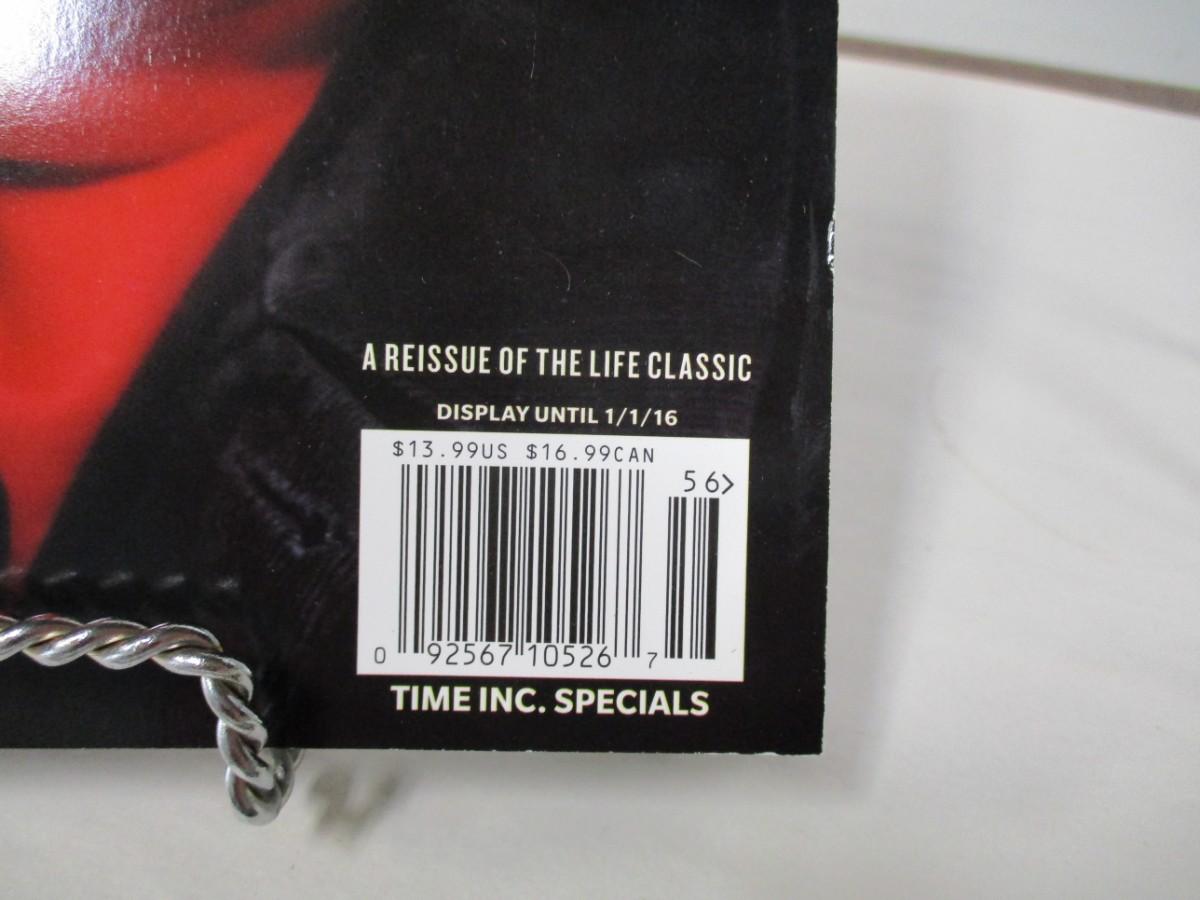 A REISSUE OF THE LIFE CLASSIC
DISPLAY UNTIL 1/1/16
$13.99US $16.99CAN
56>
0 92567 10526 7
TIME INC. SPECIALS